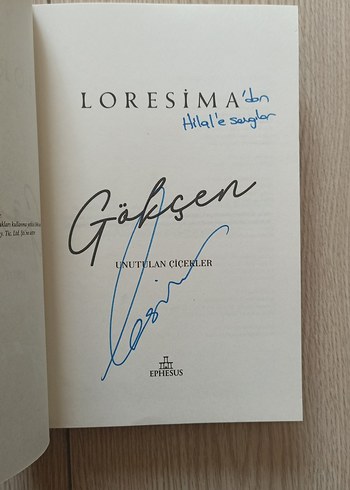 LORESİMA'dan
Hilal'e sevgiler
Gökçen
UNUTULAN ÇİÇEKLER
EPHESUS